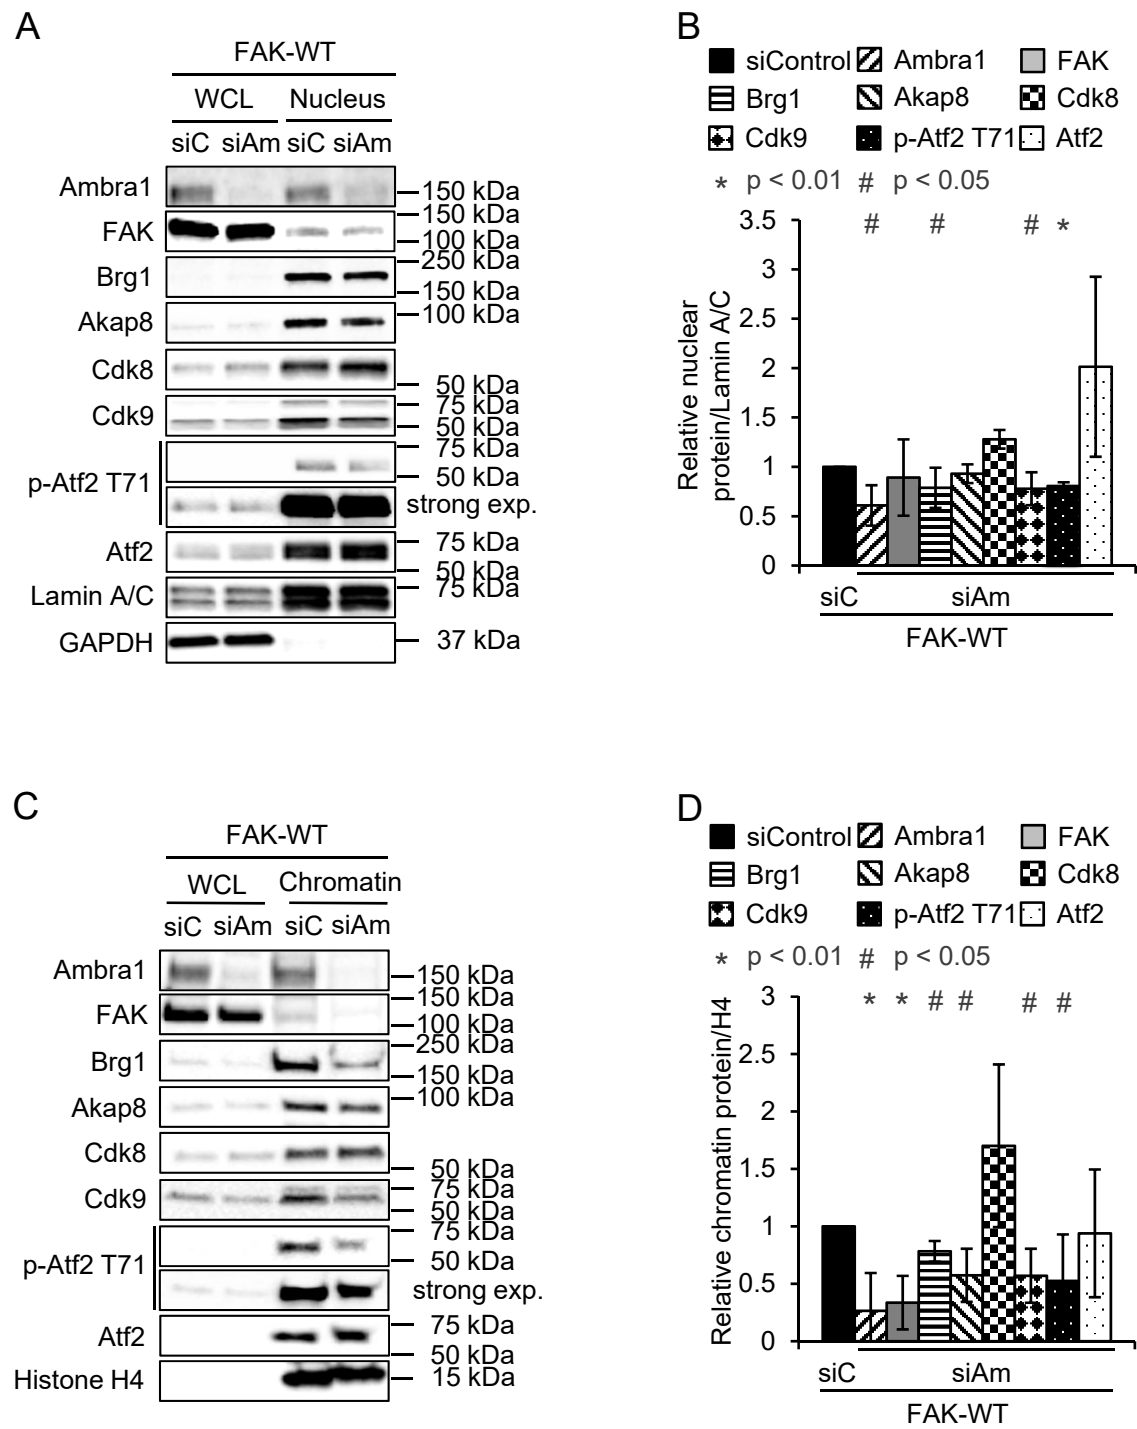 A
FAK-WT
WCL Nucleus
siC siAm siC siAm
Ambra1
150 kDa
FAK
150 kDa
100 kDa
Brg1
250 kDa
150 kDa
Akap8
100 kDa
Cdk8
50 kDa
Cdk9
75 kDa
50 kDa
p-Atf2 T71
75 kDa
50 kDa
strong exp.
Atf2
75 kDa
50 kDa
Lamin A/C
75 kDa
GAPDH
37 kDa
B
siControl Ambra1 FAK
Brg1 Akap8 Cdk8
Cdk9 p-Atf2 T71 Atf2
* p < 0.01 # p < 0.05
Relative nuclear
protein/Lamin A/C
3.5
3
2.5
2
1.5
1
0.5
0
# # # *
siC siAm
FAK-WT
C
FAK-WT
WCL Chromatin
siC siAm siC siAm
Ambra1
150 kDa
FAK
150 kDa
100 kDa
Brg1
250 kDa
150 kDa
Akap8
100 kDa
Cdk8
50 kDa
Cdk9
75 kDa
50 kDa
p-Atf2 T71
75 kDa
50 kDa
strong exp.
Atf2
75 kDa
50 kDa
Histone H4
15 kDa
D
siControl Ambra1 FAK
Brg1 Akap8 Cdk8
Cdk9 p-Atf2 T71 Atf2
* p < 0.01 # p < 0.05
Relative chromatin protein/H4
3
2.5
2
1.5
1
0.5
0
* * # # # #
siC siAm
FAK-WT